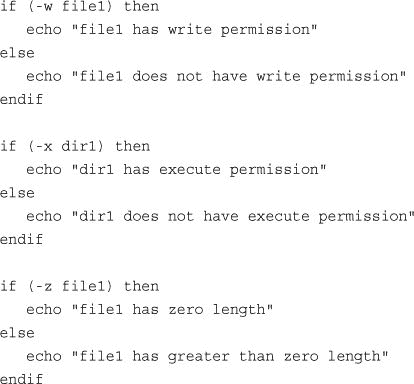 if (-w file1) then
   echo "file1 has write permission"
else
   echo "file1 does not have write permission"
endif

if (-x dir1) then
   echo "dir1 has execute permission"
else
   echo "dir1 does not have execute permission"
endif

if (-z file1) then
   echo "file1 has zero length"
else
   echo "file1 has greater than zero length"
endif